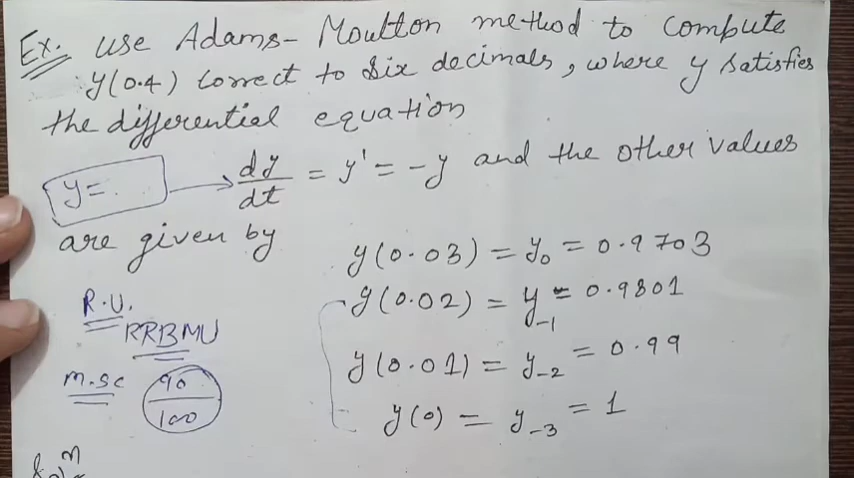 Ex. Use Adams-Moulton method to compute
y(0.4) correct to six decimals, where y satisfies
the differential equation
y=. → dy/dt = y' = -y and the other values
are given by
y(0.03) = y₀ = 0.9703
y(0.02) = y₋₁ = 0.9801
y(0.01) = y₋₂ = 0.99
y(0) = y₋₃ = 1
R.U.
RRBMU
M.Sc
90/100